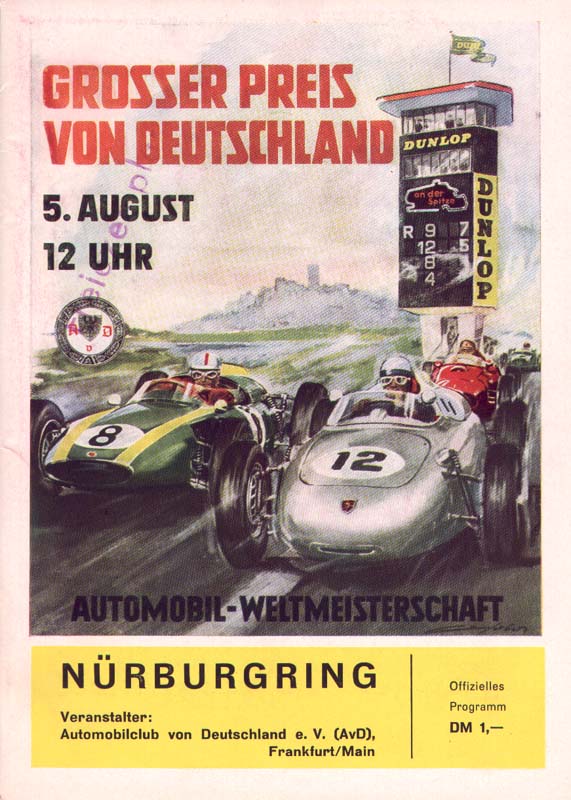 GROSSER PREIS
VON DEUTSCHLAND
5. AUGUST
12 UHR
DUNLOP
an der
Spitze
DUNLOP
R 9 7
12 5
8
4
A v D
8
12
11
AUTOMOBIL-WELTMEISTERSCHAFT
NÜRBURGRING
Veranstalter:
Automobilclub von Deutschland e. V. (AvD),
Frankfurt/Main
Offizielles
Programm
DM 1,—